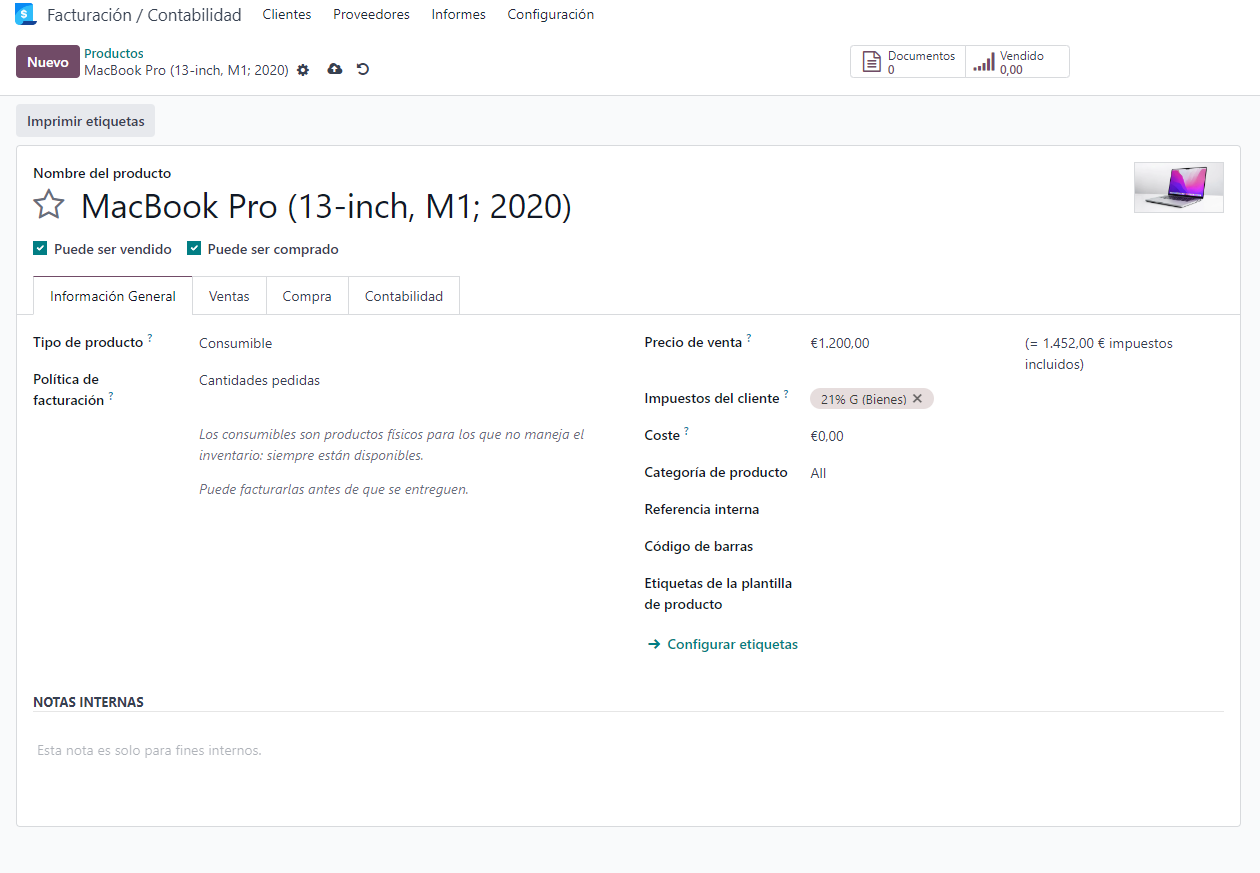 Facturación / Contabilidad Clientes Proveedores Informes Configuración
Nuevo
Productos
MacBook Pro (13-inch, M1; 2020)
Documentos
0
Vendido
0,00
Imprimir etiquetas
Nombre del producto
MacBook Pro (13-inch, M1; 2020)
Puede ser vendido Puede ser comprado
Información General Ventas Compra Contabilidad
Tipo de producto ? Consumible
Política de
facturación ? Cantidades pedidas
Los consumibles son productos físicos para los que no maneja el
inventario: siempre están disponibles.
Puede facturarlas antes de que se entreguen.
Precio de venta ? €1.200,00 (= 1.452,00 € impuestos
incluidos)
Impuestos del cliente ? 21% G (Bienes)
Coste ? €0,00
Categoría de producto All
Referencia interna
Código de barras
Etiquetas de la plantilla
de producto
Configurar etiquetas
NOTAS INTERNAS
Esta nota es solo para fines internos.